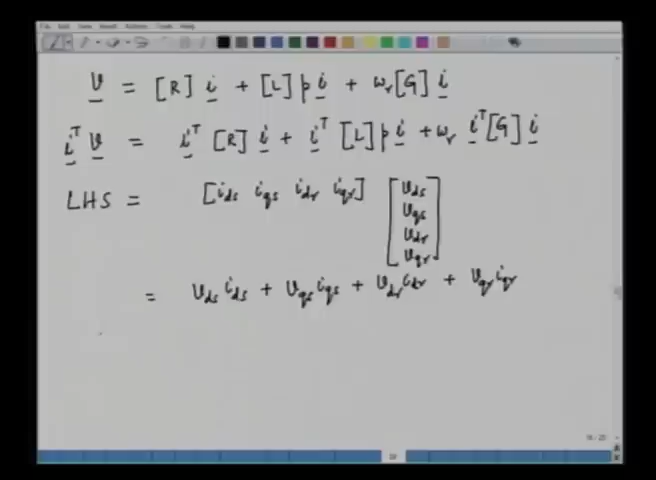 v = [R] i + [L] p i + ωr [G] i
i^T v = i^T [R] i + i^T [L] p i + ωr i^T [G] i
LHS = [ids iqs idr iqr] [vds
vqs
vdr
vqr]
= vds ids + vqs iqs + vdr idr + vqr iqr